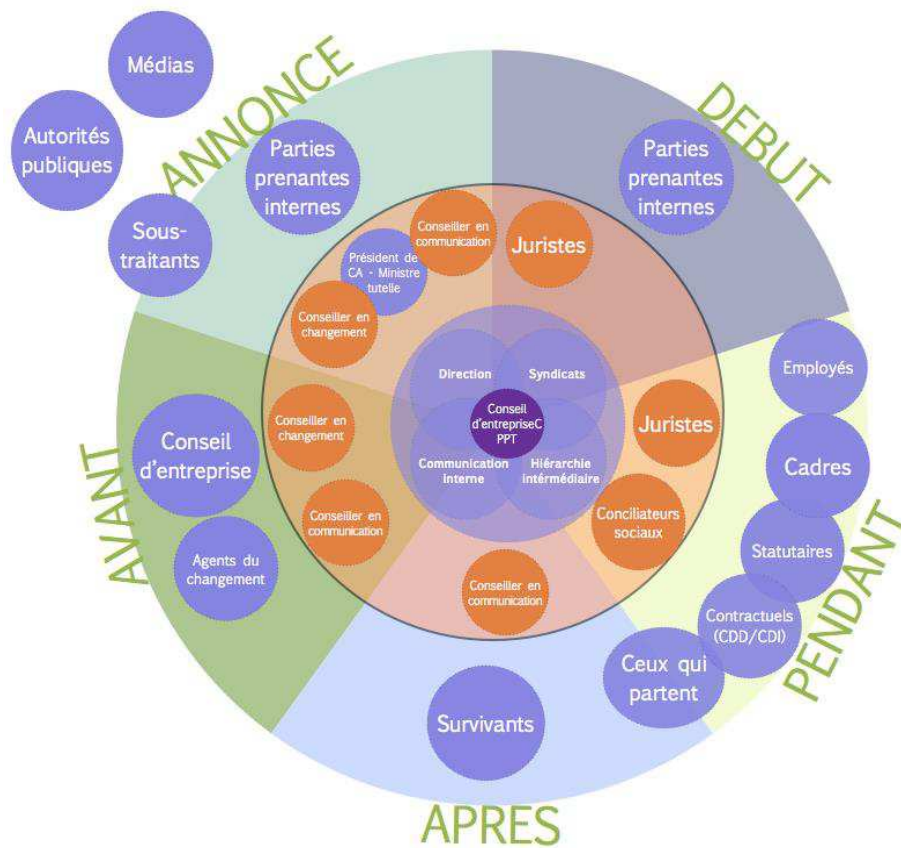 Médias
ANNONCE
DEBUT
Autorités
publiques
Parties
prenantes
internes
Parties
prenantes
internes
Sous-
traitants
Conseiller en
communication
Juristes
Président de
CA - Ministre
tutelle
Conseiller en
changement
Employés
Direction
Syndicats
Conseil
d'entrepriseC
PPT
Conseiller en
changement
Juristes
Conseil
d'entreprise
Cadres
Communication
Interne
Hiérarchie
intérmédiaire
AVANT
Conseiller en
communication
Conciliateurs
sociaux
Statutaires
Agents du
changement
PENDANT
Conseiller en
communication
Contractuels
(CDD/CDI)
Ceux qui
partent
Survivants
APRES